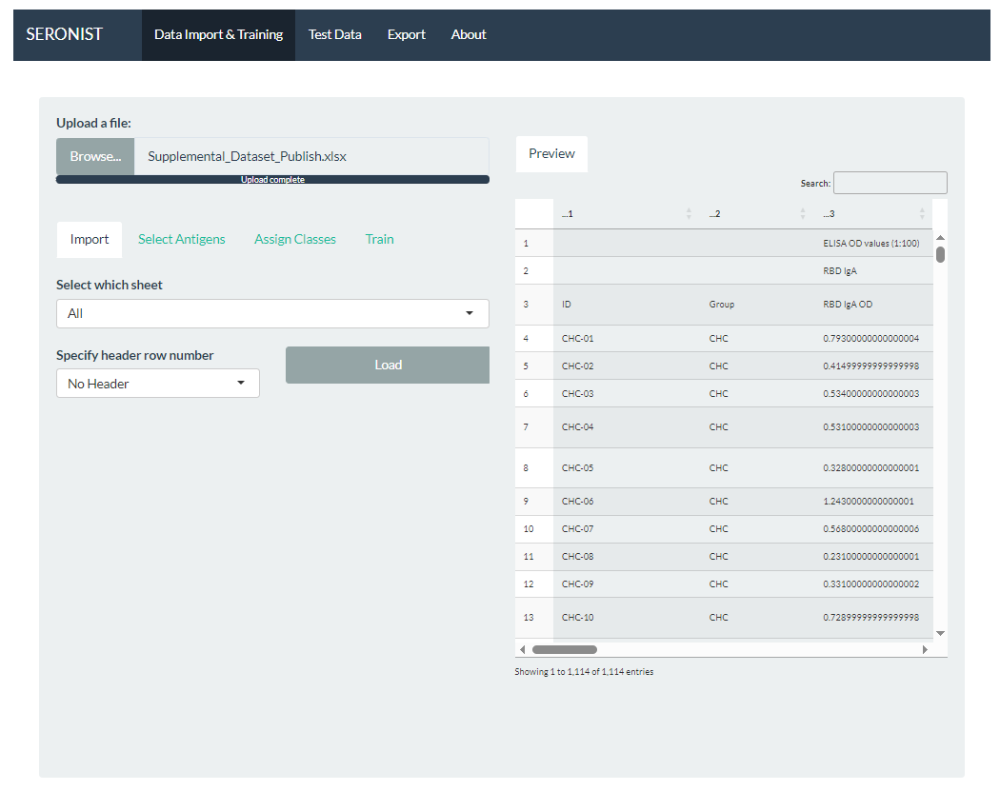 SERONIST Data Import & Training Test Data Export About
Upload a file:
Browse... Supplemental_Dataset_Publish.xlsx
Upload complete
Import Select Antigens Assign Classes Train
Select which sheet
All
Specify header row number
No Header
Load
Preview
Search:
...1 ...2 ...3
1 ELISA OD values (1:100)
2 RBD IgA
3 ID Group RBD IgA OD
4 CHC-01 CHC 0.79300000000000004
5 CHC-02 CHC 0.41499999999999998
6 CHC-03 CHC 0.53400000000000003
7 CHC-04 CHC 0.53100000000000003
8 CHC-05 CHC 0.32800000000000001
9 CHC-06 CHC 1.2430000000000001
10 CHC-07 CHC 0.56800000000000006
11 CHC-08 CHC 0.23100000000000001
12 CHC-09 CHC 0.33100000000000002
13 CHC-10 CHC 0.72899999999999998
Showing 1 to 1,114 of 1,114 entries